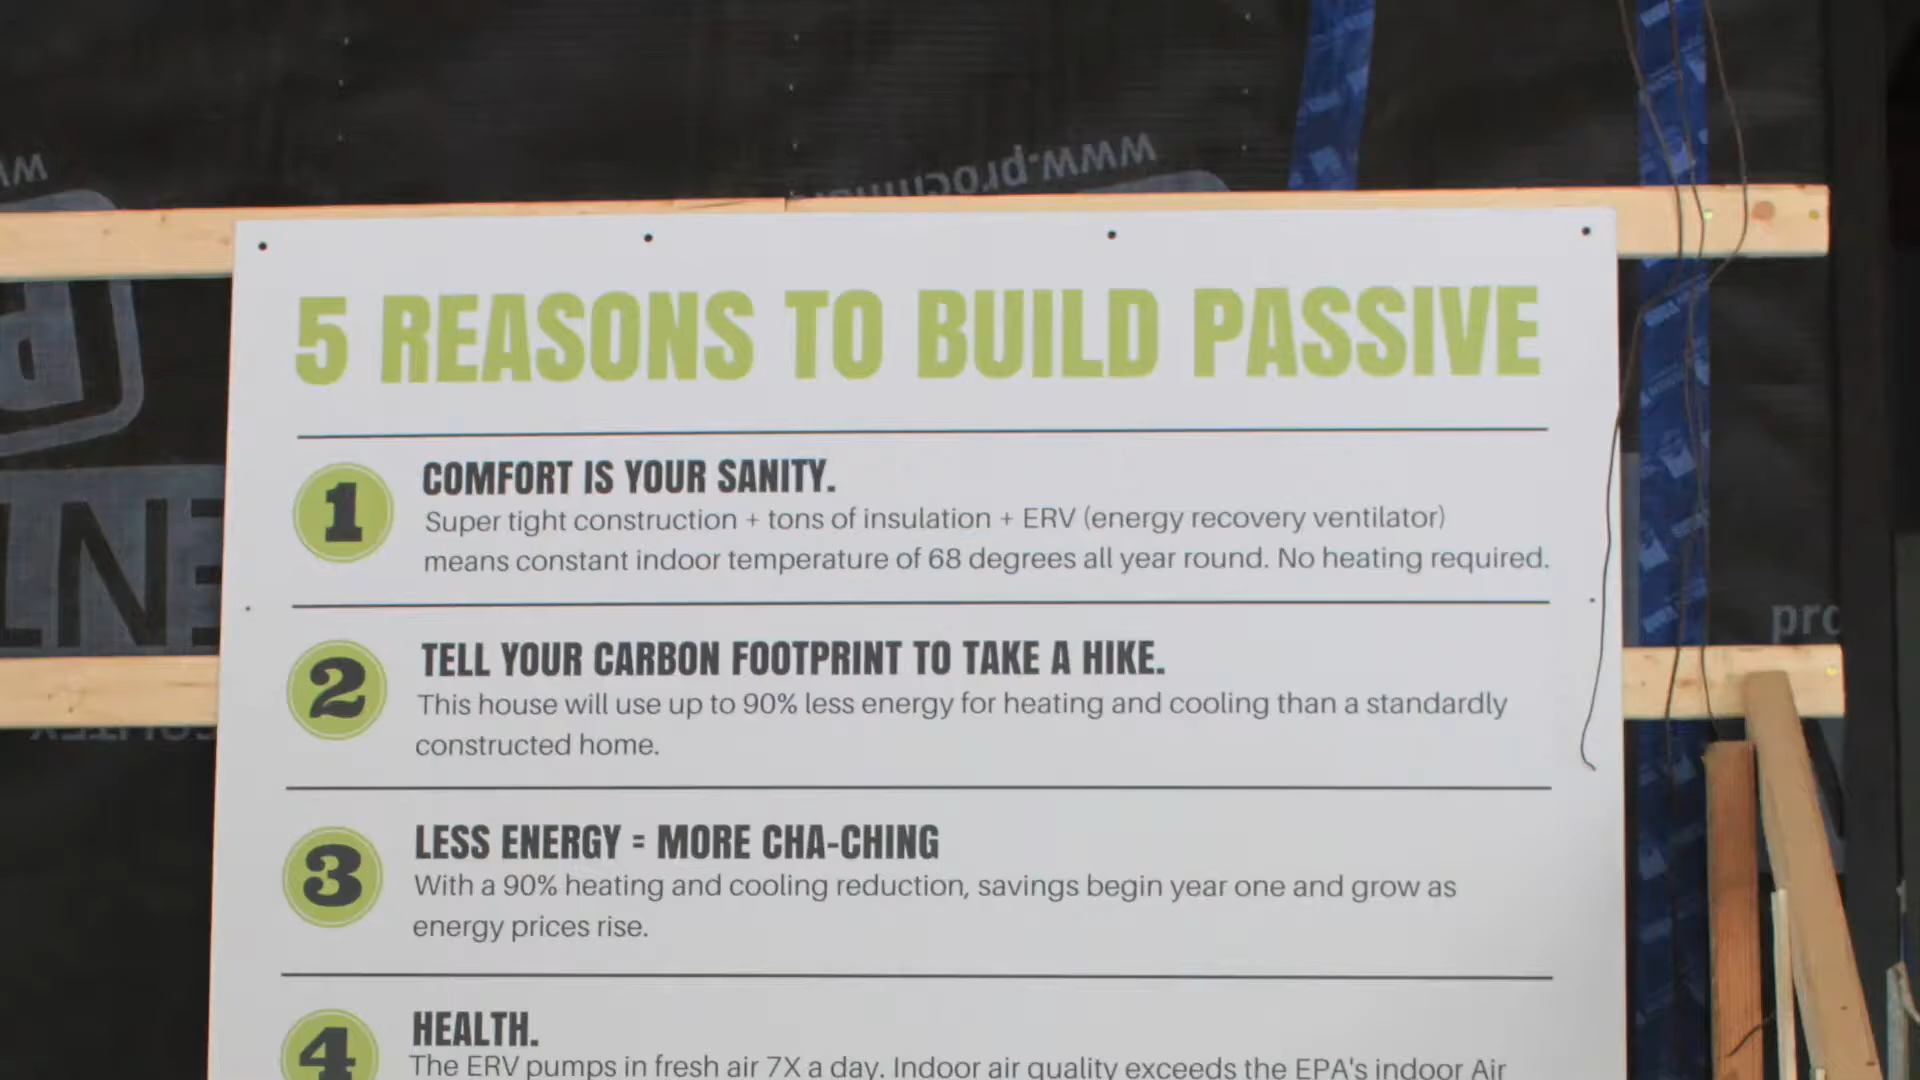 www.proclima
5 REASONS TO BUILD PASSIVE
1 COMFORT IS YOUR SANITY.
Super tight construction + tons of insulation + ERV (energy recovery ventilator)
means constant indoor temperature of 68 degrees all year round. No heating required.
pro
2 TELL YOUR CARBON FOOTPRINT TO TAKE A HIKE.
This house will use up to 90% less energy for heating and cooling than a standardly
constructed home.
3 LESS ENERGY = MORE CHA-CHING
With a 90% heating and cooling reduction, savings begin year one and grow as
energy prices rise.
4 HEALTH.
The ERV pumps in fresh air 7X a day. Indoor air quality exceeds the EPA's indoor Air